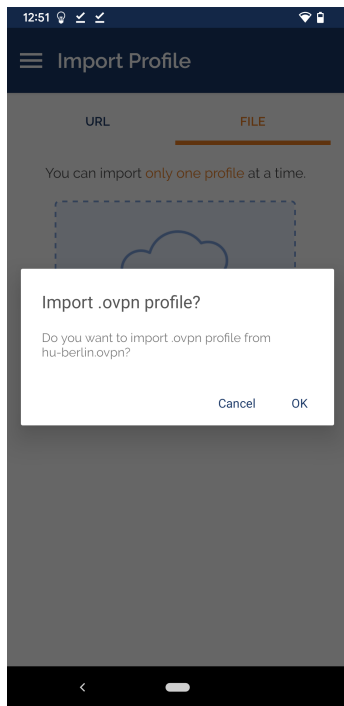 12:51
Import Profile
URL
FILE
You can import only one profile at a time.
Import .ovpn profile?
Do you want to import .ovpn profile from
hu-berlin.ovpn?
Cancel
OK